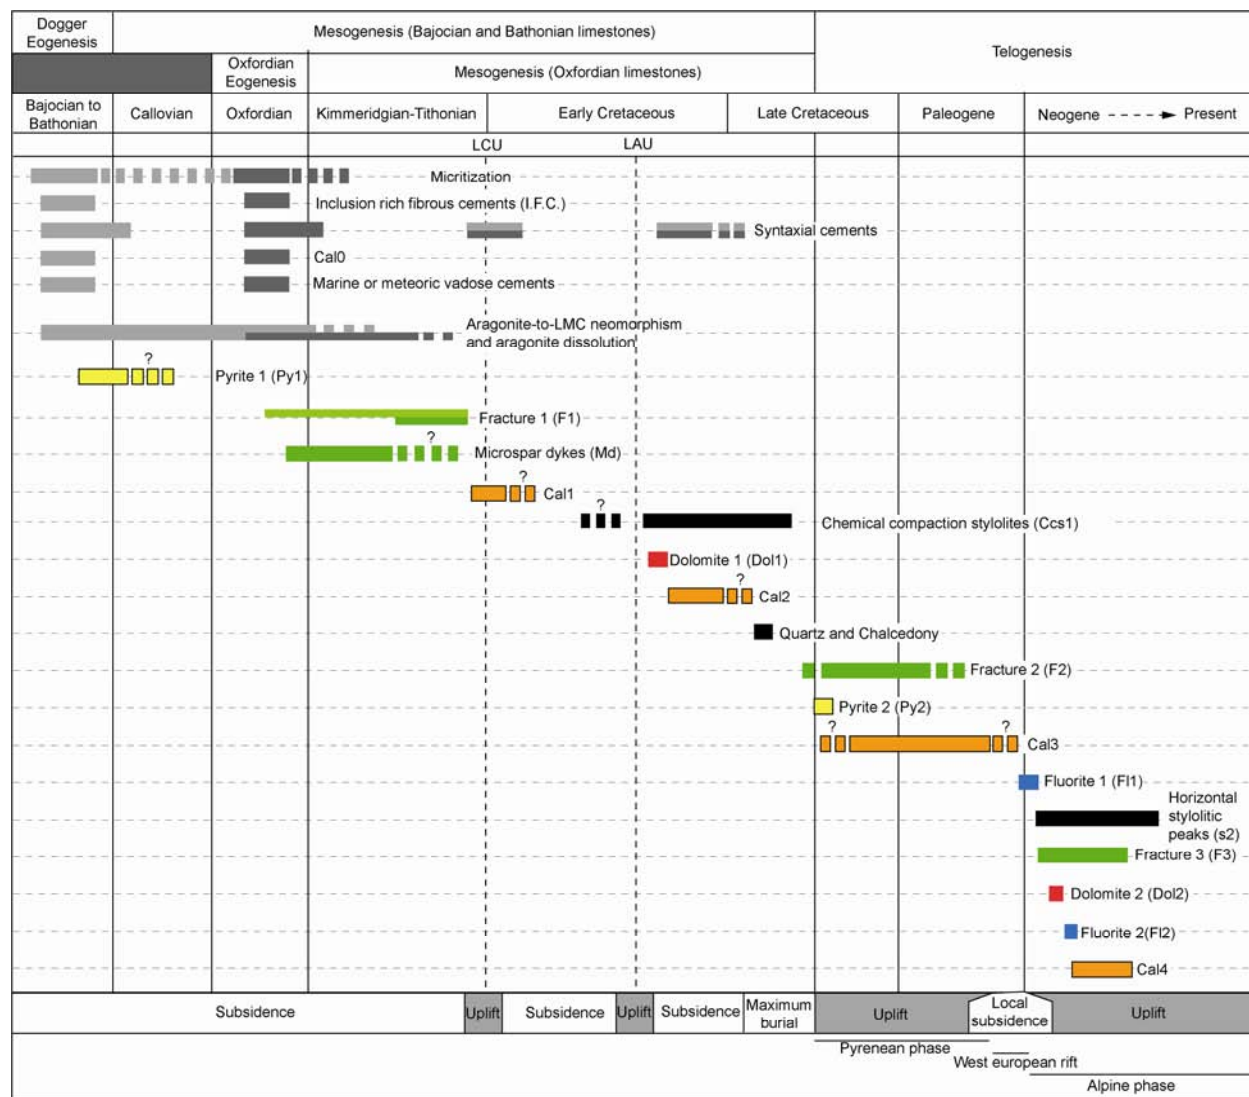 Dogger
Eogenesis
Mesogenesis (Bajocian and Bathonian limestones)
Telogenesis
Oxfordian
Eogenesis
Mesogenesis (Oxfordian limestones)
Bajocian to
Bathonian
Callovian
Oxfordian
Kimmeridgian-Tithonian
Early Cretaceous
Late Cretaceous
Paleogene
Neogene
Present
LCU
LAU
Micritization
Inclusion rich fibrous cements (I.F.C.)
Syntaxial cements
Cal0
Marine or meteoric vadose cements
Aragonite-to-LMC neomorphism
and aragonite dissolution
?
Pyrite 1 (Py1)
Fracture 1 (F1)
?
Microspar dykes (Md)
?
Cal1
?
Chemical compaction stylolites (Ccs1)
Dolomite 1 (Dol1)
?
Cal2
Quartz and Chalcedony
Fracture 2 (F2)
Pyrite 2 (Py2)
?
?
Cal3
Fluorite 1 (Fl1)
Horizontal
stylolitic
peaks (s2)
Fracture 3 (F3)
Dolomite 2 (Dol2)
Fluorite 2(Fl2)
Cal4
Subsidence
Uplift
Subsidence
Uplift
Subsidence
Maximum
burial
Uplift
Local
subsidence
Uplift
Pyrenean phase
West european rift
Alpine phase